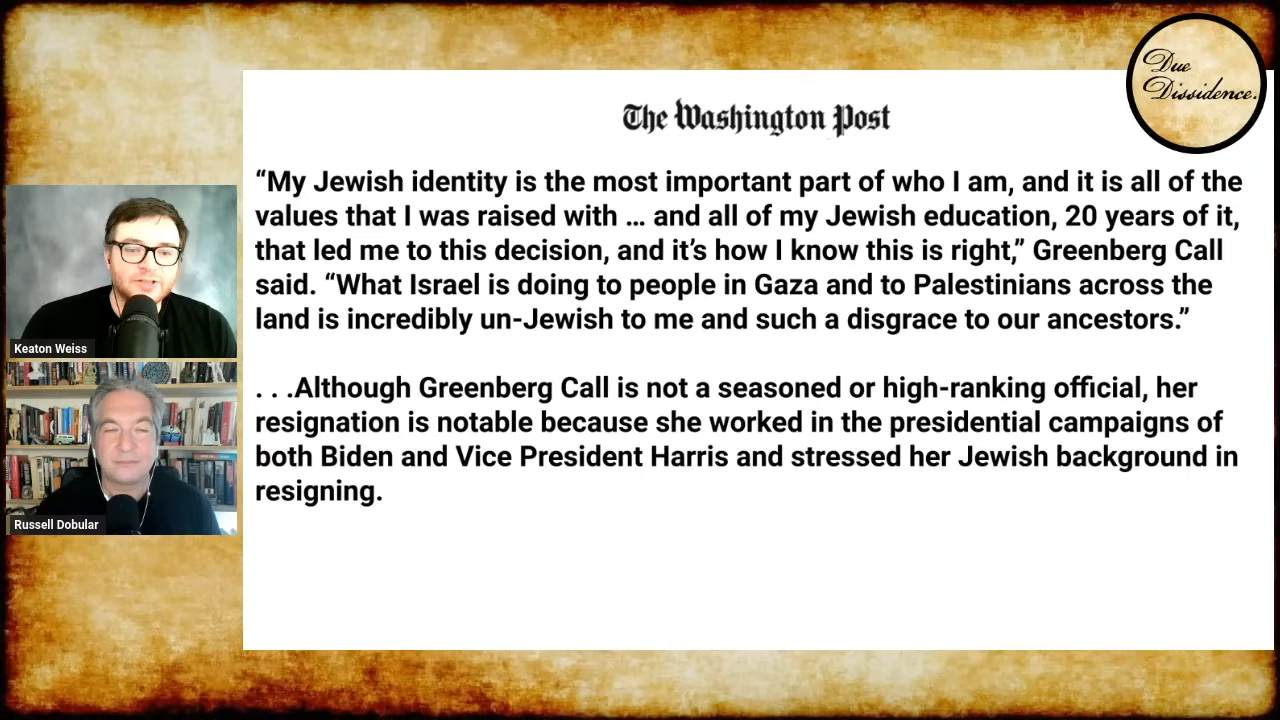 Due
Dissidence.
The Washington Post
“My Jewish identity is the most important part of who I am, and it is all of the
values that I was raised with … and all of my Jewish education, 20 years of it,
that led me to this decision, and it’s how I know this is right,” Greenberg Call
said. “What Israel is doing to people in Gaza and to Palestinians across the
land is incredibly un-Jewish to me and such a disgrace to our ancestors.”
. . .Although Greenberg Call is not a seasoned or high-ranking official, her
resignation is notable because she worked in the presidential campaigns of
both Biden and Vice President Harris and stressed her Jewish background in
resigning.
Keaton Weiss
Russell Dobular